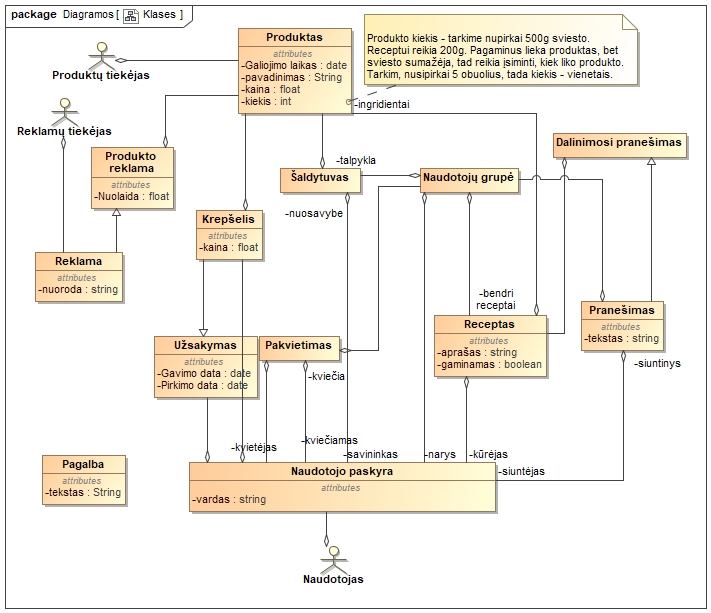 package Diagramos [ Klases ]
Produktas
attributes
-Galiojimo laikas : date
-pavadinimas : String
-kaina : float
-kiekis : int
Produkto kiekis - tarkime nupirkai 500g sviesto.
Receptui reikia 200g. Pagaminus lieka produktas, bet
sviesto sumažėja, tad reikia įsiminti, kiek liko produkto.
Tarkim, nusipirkai 5 obuolius, tada kiekis - vienetais.
Produktų tiekėjas
-ingridientai
Reklamų tiekėjas
Produkto
reklama
attributes
-Nuolaida : float
-talpykla
Šaldytuvas
Naudotojų grupė
Dalinimosi pranešimas
-nuosavybe
Krepšelis
attributes
-kaina : float
Reklama
attributes
-nuoroda : string
-bendri
receptai
Pranešimas
attributes
-tekstas : string
Receptas
attributes
-aprašas : string
-gaminamas : boolean
Užsakymas
attributes
-Gavimo data : date
-Pirkimo data : date
Pakvietimas
-kviečia
-siuntinys
-kvietėjas
-kviečiamas
-savininkas
-narys
-kūrėjas
-siuntėjas
Pagalba
attributes
-tekstas : String
Naudotojo paskyra
attributes
-vardas : string
Naudotojas